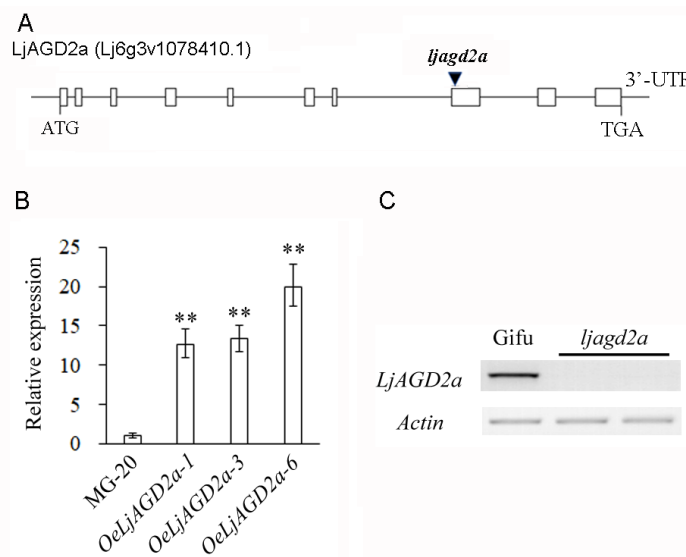 A
LjAGD2a (Lj6g3v1078410.1)
ljagd2a
3’-UTR
ATG
TGA
B
Relative expression
25
20
15
10
5
0
**
**
**
MG-20
OeLjAGD2a-1
OeLjAGD2a-3
OeLjAGD2a-6
C
Gifu
ljagd2a
LjAGD2a
Actin